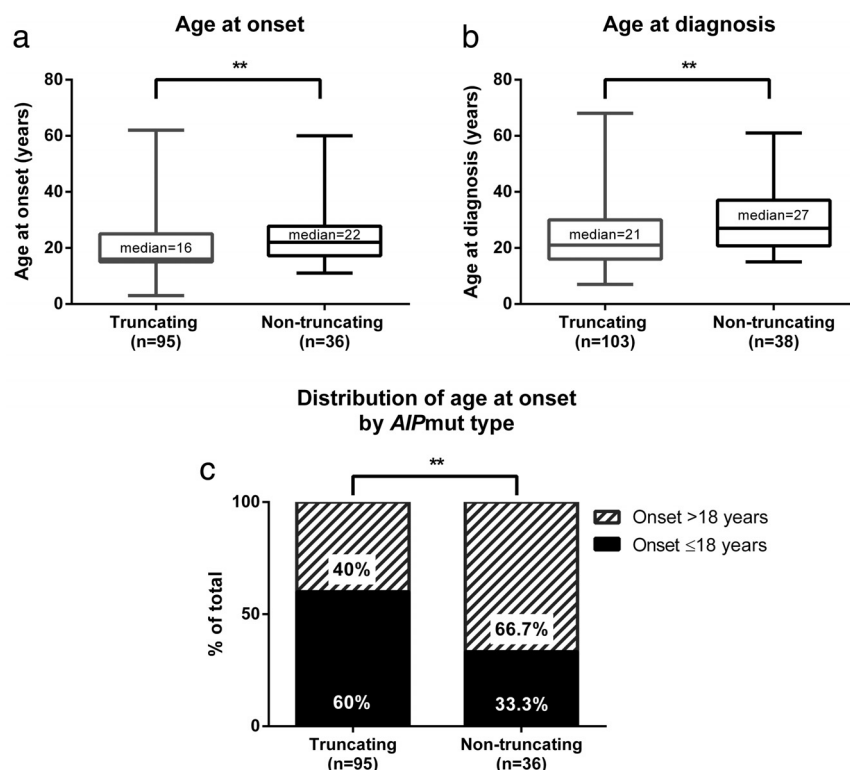 a
Age at onset
**
Age at onset (years)
80
60
40
20
0
median=16
median=22
Truncating
(n=95)
Non-truncating
(n=36)
b
Age at diagnosis
**
Age at diagnosis (years)
80
60
40
20
0
median=21
median=27
Truncating
(n=103)
Non-truncating
(n=38)
Distribution of age at onset
by AIPmut type
c
**
% of total
100
50
0
40%
60%
66.7%
33.3%
Truncating
(n=95)
Non-truncating
(n=36)
Onset >18 years
Onset ≤18 years